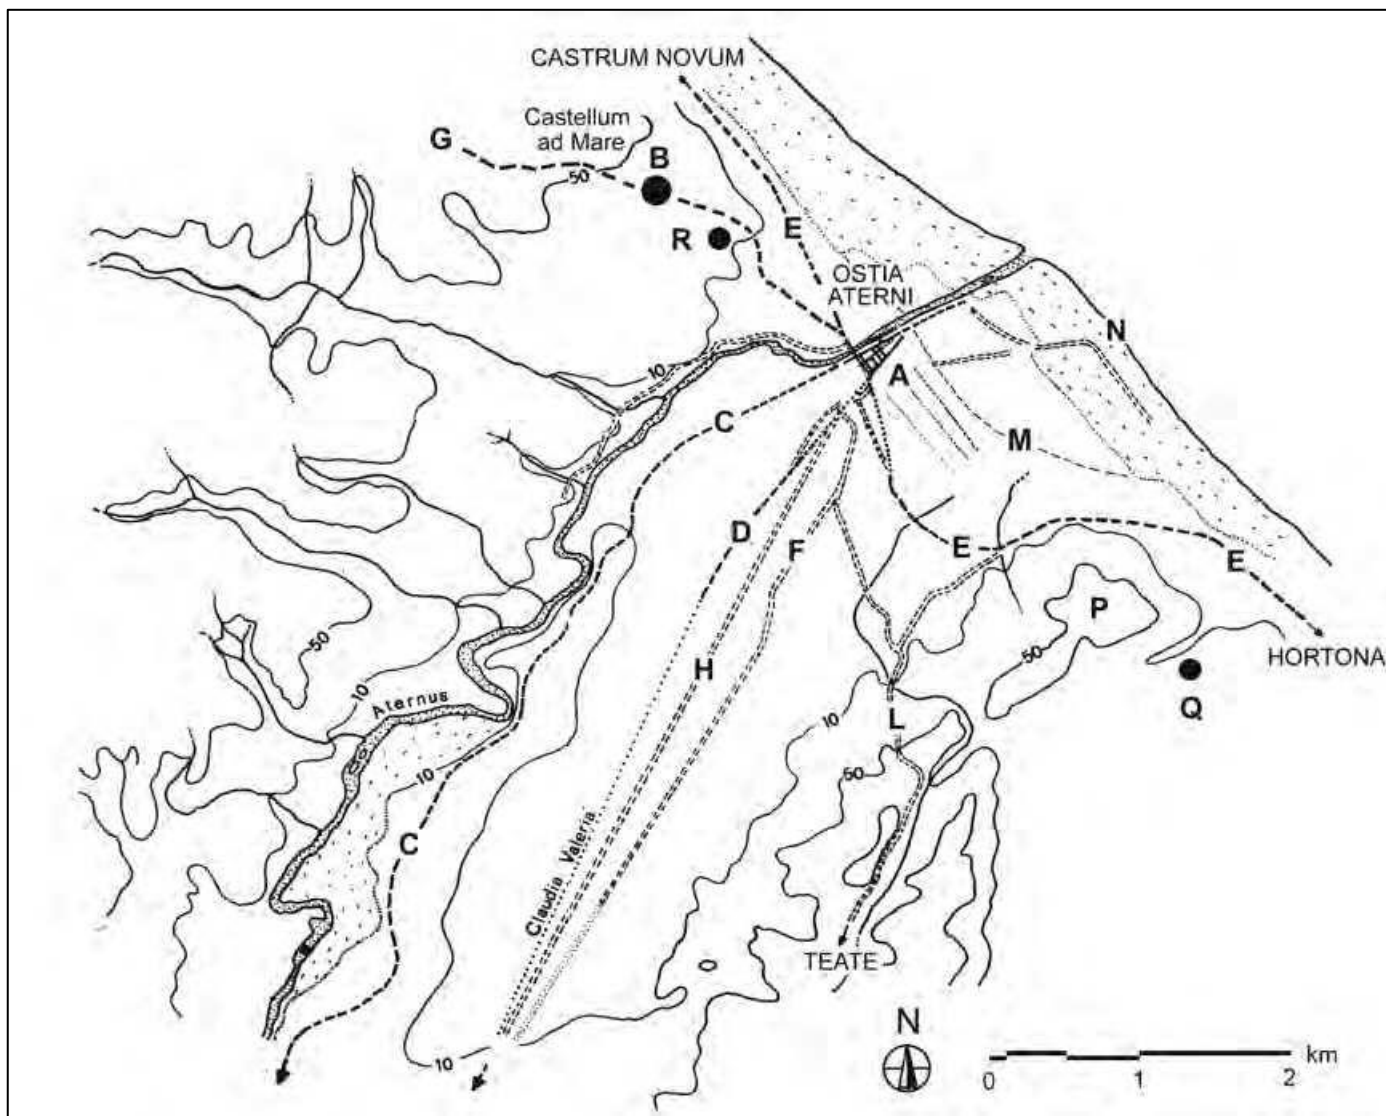 CASTRUM NOVUM
Castellum
ad Mare
G
B
50
R
E
OSTIA
ATERNI
N
10
A
C
M
D
F
E
E
P
50
50
HORTONA
H
Q
Aternus
10
L
10
50
10
C
Claudia Valeria
TEATE
N
10
km
0 1 2